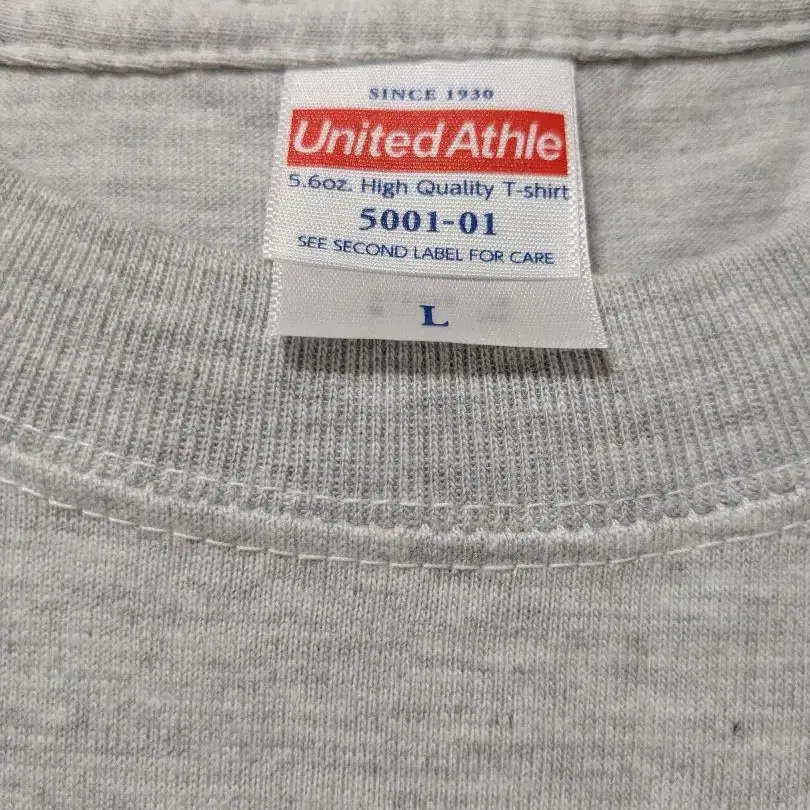 SINCE 1930
United Athle
5.6oz. High Quality T-shirt
5001-01
SEE SECOND LABEL FOR CARE
L